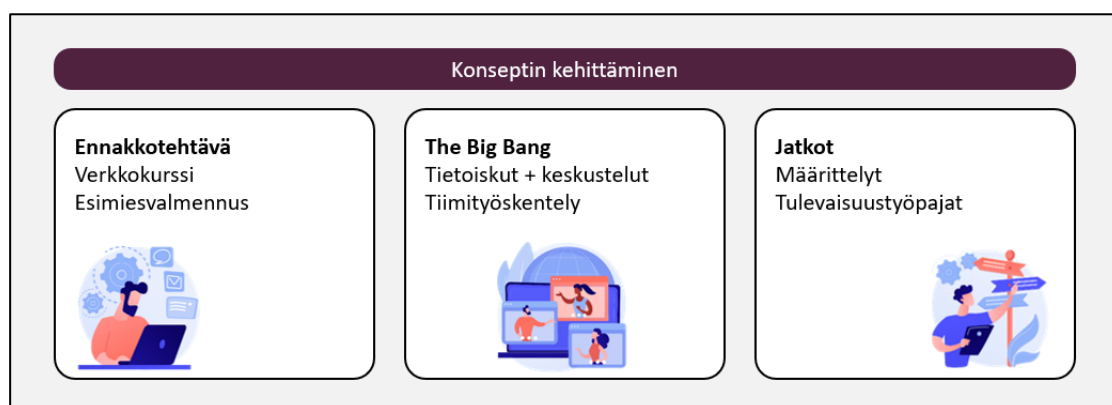 Konseptin kehittäminen
Ennakkotehtävä
Verkkokurssi
Esimiesvalmennus
The Big Bang
Tietoiskut + keskustelut
Tiimityöskentely
Jatkot
Määrittelyt
Tulevaisuustyöpajat